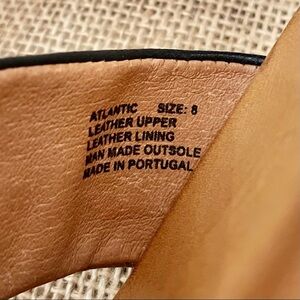 ATLANTIC SIZE: 8
LEATHER UPPER
LEATHER LINING
MAN MADE OUTSOLE
MADE IN PORTUGAL